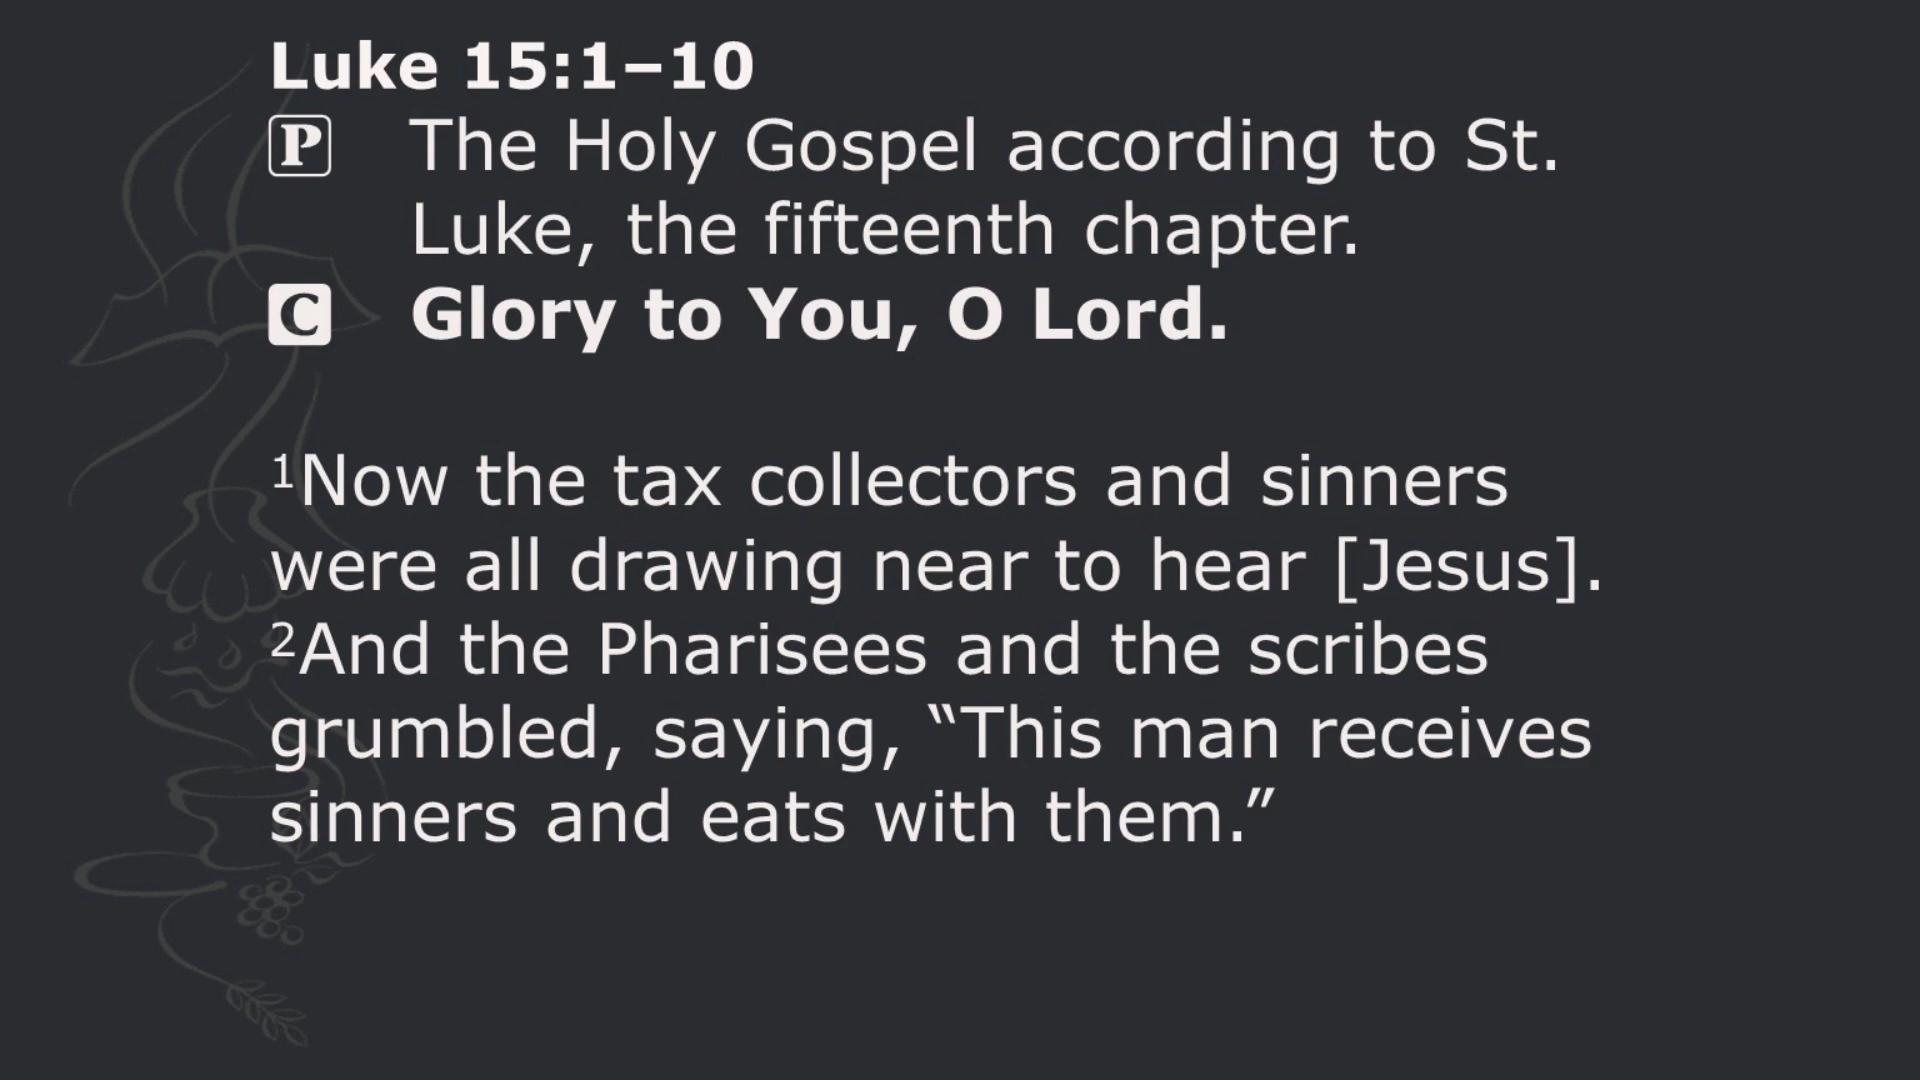 Luke 15:1–10
P The Holy Gospel according to St.
Luke, the fifteenth chapter.
C Glory to You, O Lord.
¹Now the tax collectors and sinners
were all drawing near to hear [Jesus].
²And the Pharisees and the scribes
grumbled, saying, “This man receives
sinners and eats with them.”